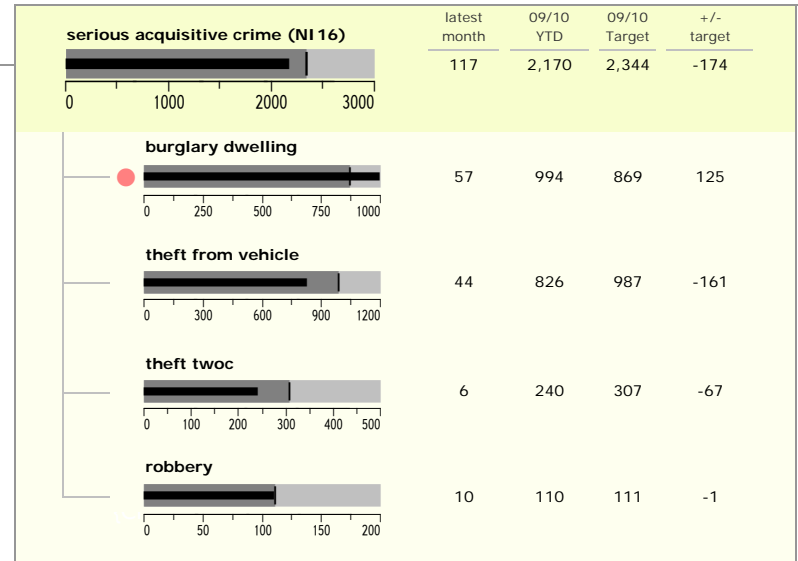 serious acquisitive crime (NI 16)
latest month 09/10 YTD 09/10 Target +/- target
117 2,170 2,344 -174
0 1000 2000 3000
burglary dwelling
57 994 869 125
0 250 500 750 1000
theft from vehicle
44 826 987 -161
0 300 600 900 1200
theft twoc
6 240 307 -67
0 100 200 300 400 500
robbery
10 110 111 -1
0 50 100 150 200